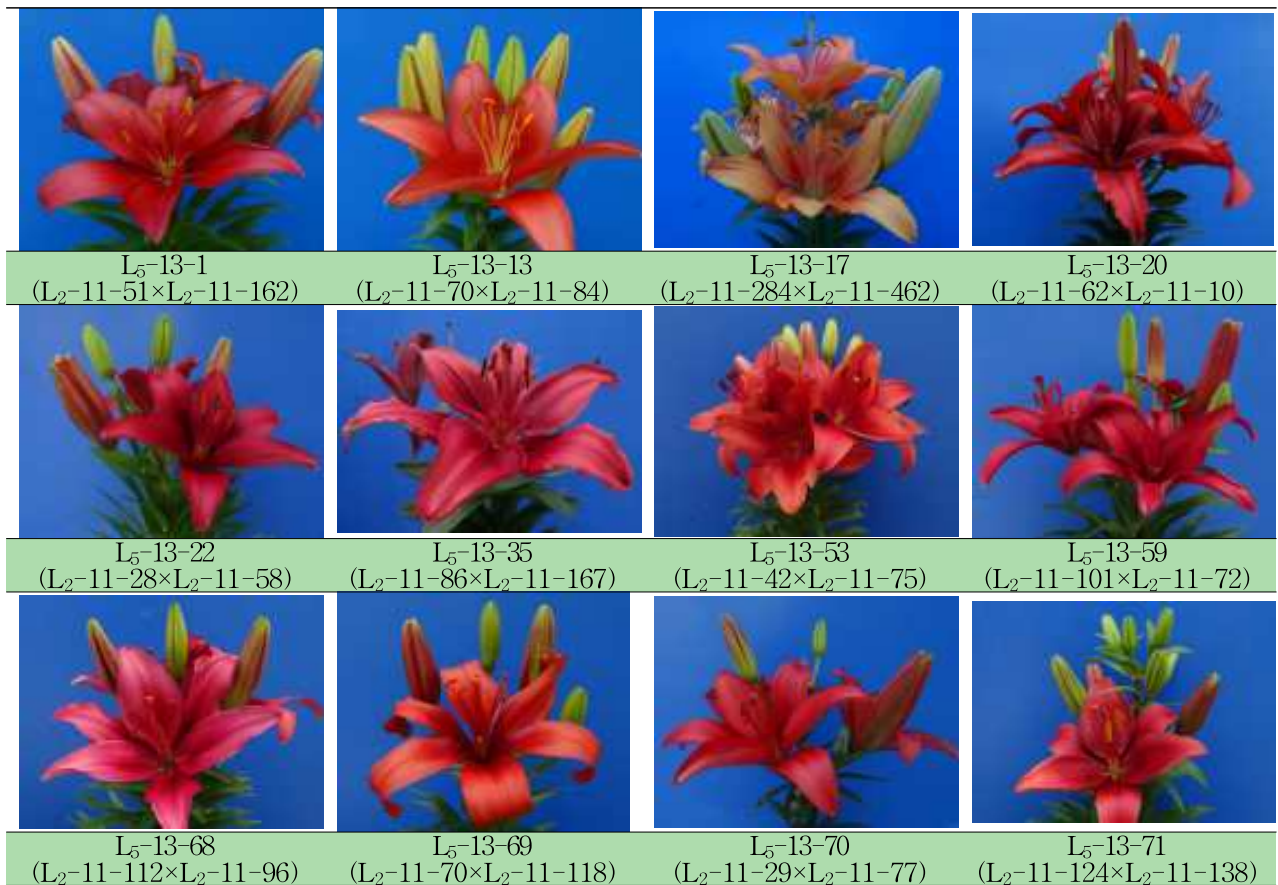 L₅-13-1
(L₂-11-51×L₂-11-162)
L₅-13-13
(L₂-11-70×L₂-11-84)
L₅-13-17
(L₂-11-284×L₂-11-462)
L₅-13-20
(L₂-11-62×L₂-11-10)
L₅-13-22
(L₂-11-28×L₂-11-58)
L₅-13-35
(L₂-11-86×L₂-11-167)
L₅-13-53
(L₂-11-42×L₂-11-75)
L₅-13-59
(L₂-11-101×L₂-11-72)
L₅-13-68
(L₂-11-112×L₂-11-96)
L₅-13-69
(L₂-11-70×L₂-11-118)
L₅-13-70
(L₂-11-29×L₂-11-77)
L₅-13-71
(L₂-11-124×L₂-11-138)